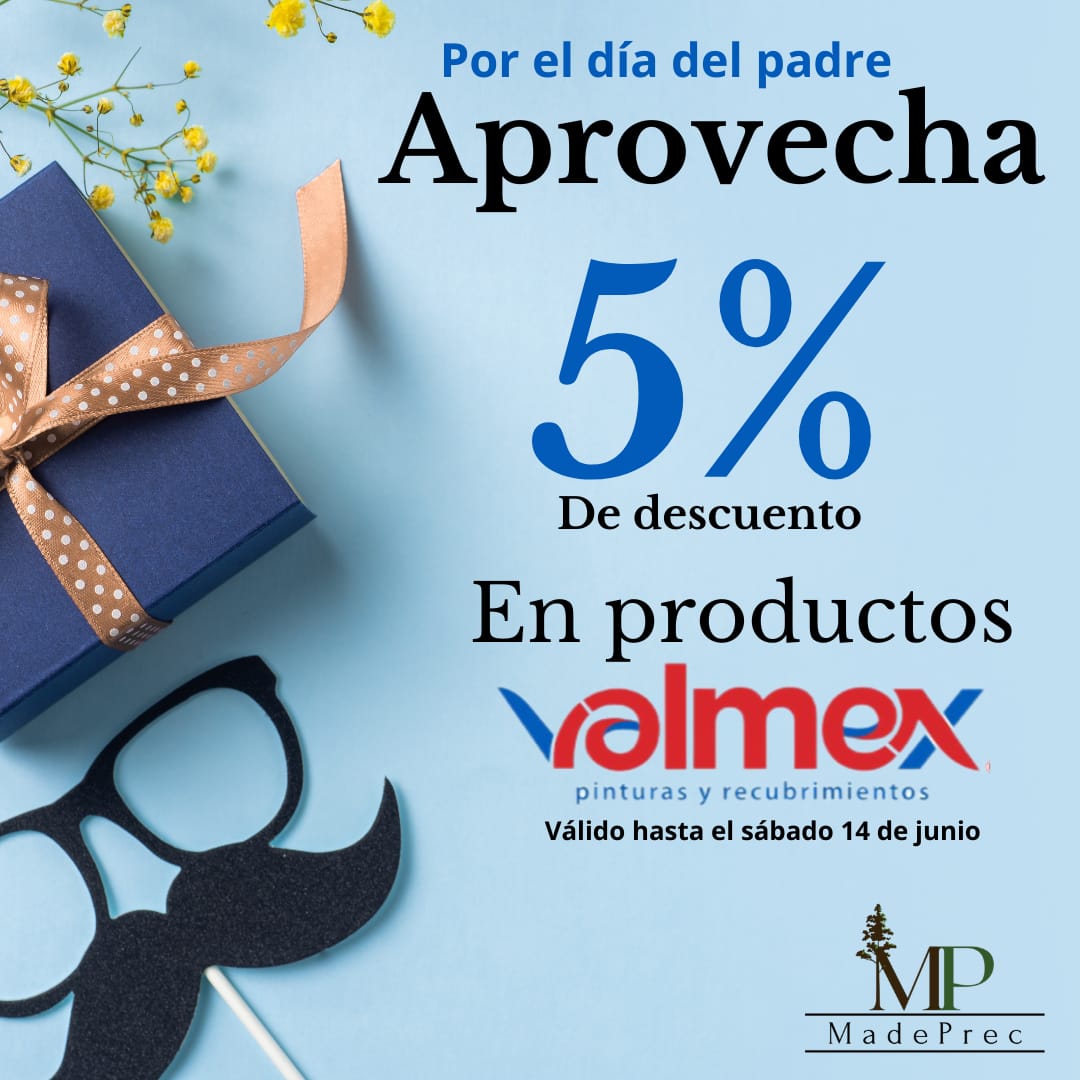 Por el día del padre
Aprovecha
5%
De descuento
En productos
valmex
pinturas y recubrimientos
Válido hasta el sábado 14 de junio
MP
MadePrec